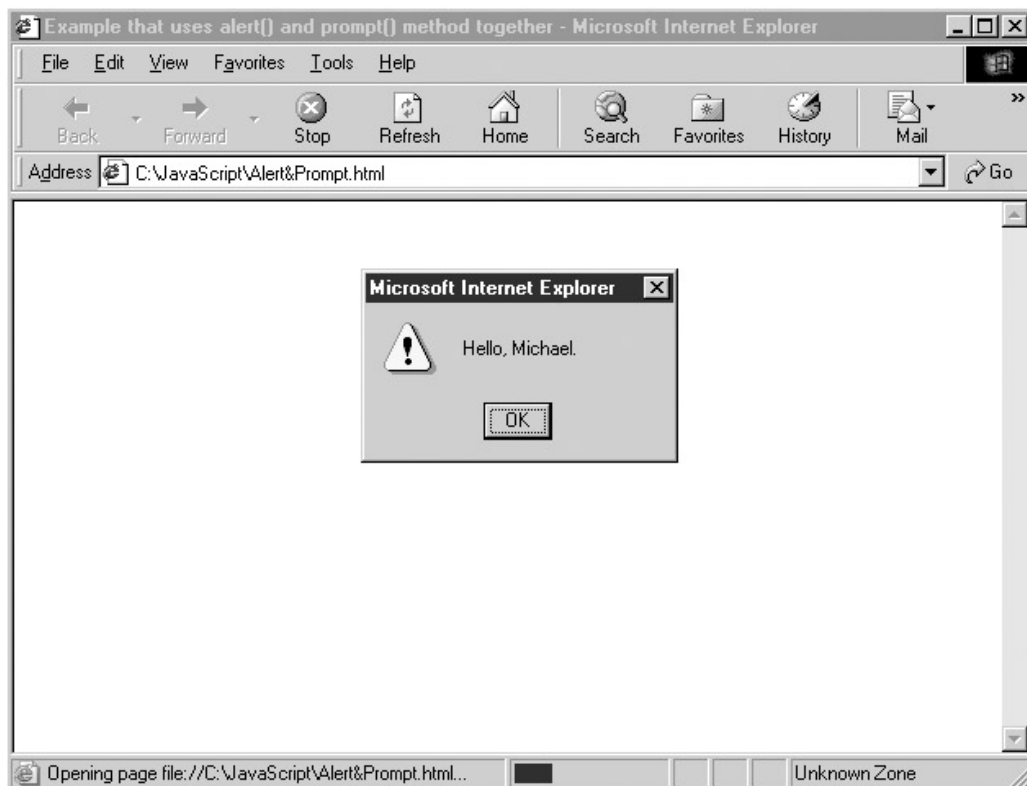 Example that uses alert() and prompt() method together - Microsoft Internet Explorer
File Edit View Favorites Tools Help
Back Forward Stop Refresh Home Search Favorites History Mail »
Address C:\JavaScript\Alert&Prompt.html Go
Microsoft Internet Explorer
Hello, Michael.
OK
Opening page file://C:\JavaScript\Alert&Prompt.html... Unknown Zone